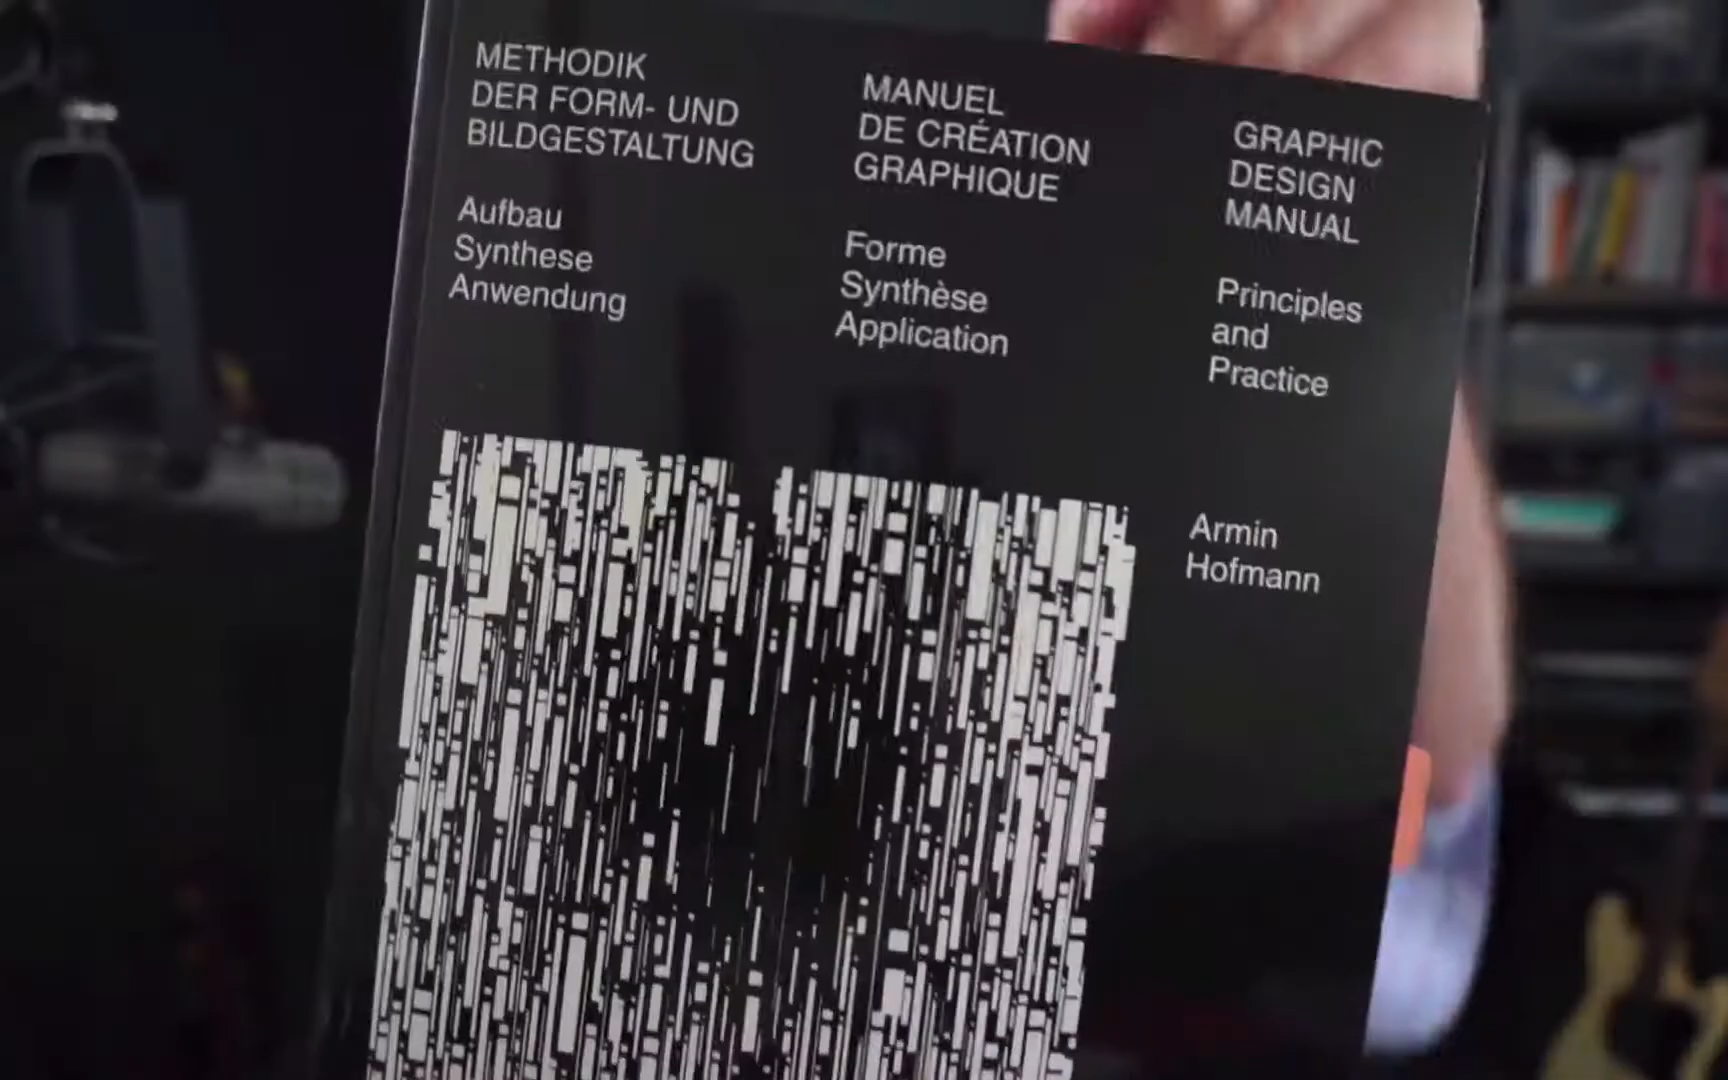 METHODIK
DER FORM- UND
BILDGESTALTUNG
Aufbau
Synthese
Anwendung
MANUEL
DE CRÉATION
GRAPHIQUE
Forme
Synthèse
Application
GRAPHIC
DESIGN
MANUAL
Principles
and
Practice
Armin
Hofmann